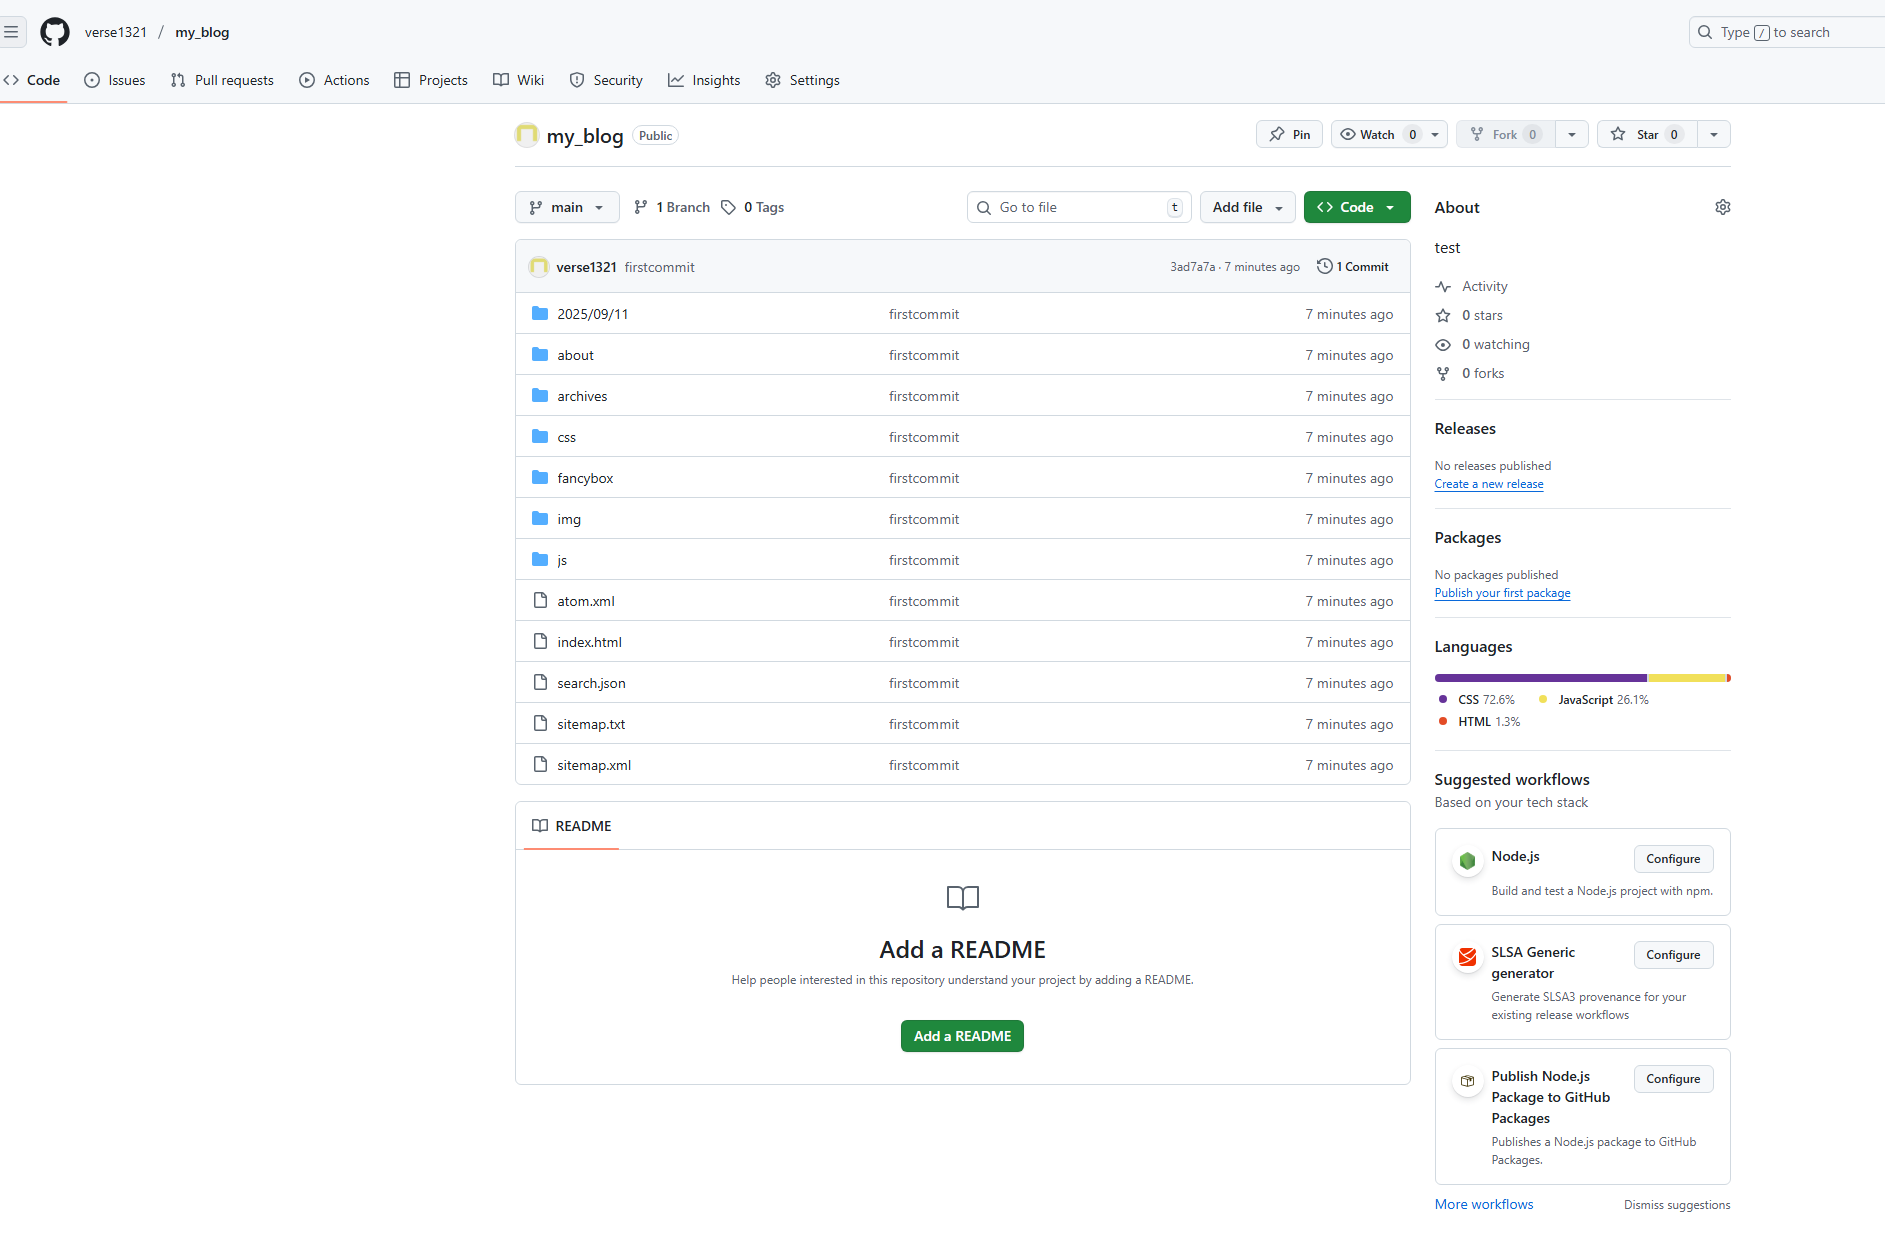 verse1321 / my_blog
Type / to search
Code Issues Pull requests Actions Projects Wiki Security Insights Settings
my_blog Public
Pin Watch 0 Fork 0 Star 0
main 1 Branch 0 Tags Go to file t Add file Code
verse1321 firstcommit 3ad7a7a · 7 minutes ago 1 Commit
2025/09/11 firstcommit 7 minutes ago
about firstcommit 7 minutes ago
archives firstcommit 7 minutes ago
css firstcommit 7 minutes ago
fancybox firstcommit 7 minutes ago
img firstcommit 7 minutes ago
js firstcommit 7 minutes ago
atom.xml firstcommit 7 minutes ago
index.html firstcommit 7 minutes ago
search.json firstcommit 7 minutes ago
sitemap.txt firstcommit 7 minutes ago
sitemap.xml firstcommit 7 minutes ago
README
Add a README
Help people interested in this repository understand your project by adding a README.
Add a README
About
test
Activity
0 stars
0 watching
0 forks
Releases
No releases published
Create a new release
Packages
No packages published
Publish your first package
Languages
CSS 72.6% JavaScript 26.1%
HTML 1.3%
Suggested workflows
Based on your tech stack
Node.js Configure
Build and test a Node.js project with npm.
SLSA Generic Configure
generator
Generate SLSA3 provenance for your
existing release workflows
Publish Node.js Configure
Package to GitHub
Packages
Publishes a Node.js package to GitHub
Packages.
More workflows Dismiss suggestions